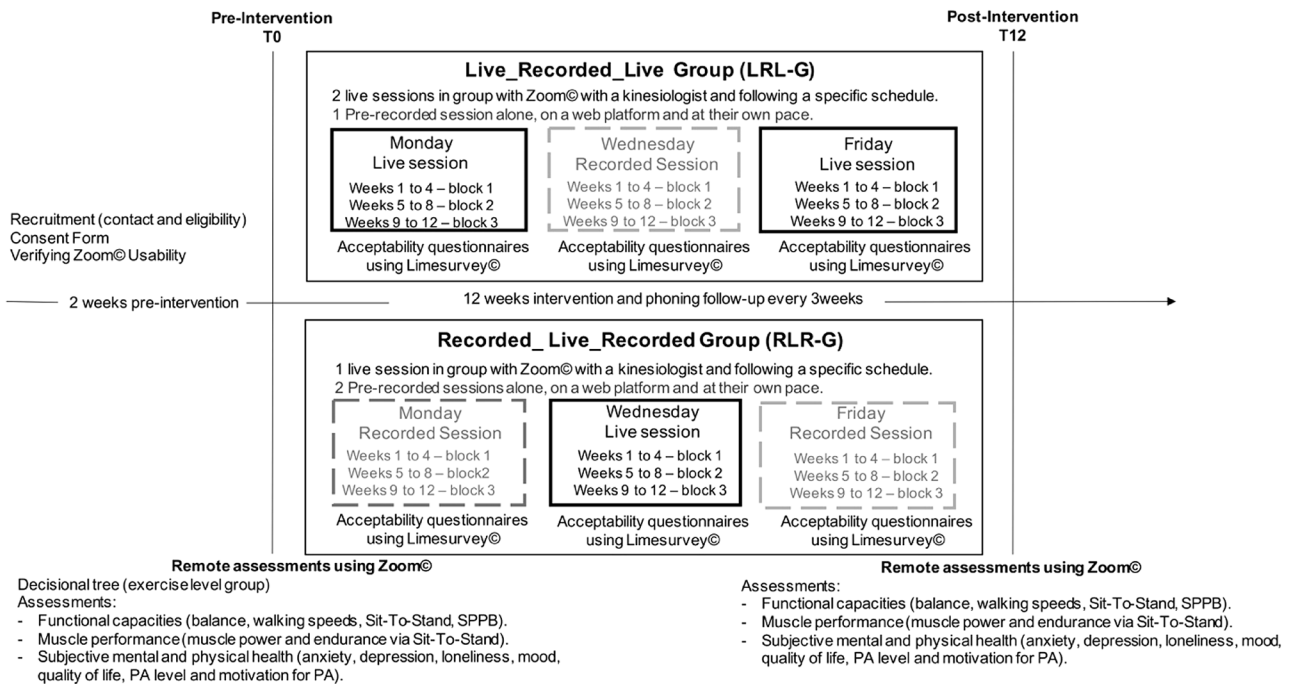 Pre-Intervention
T0
Post-Intervention
T12
Live_Recorded_Live Group (LRL-G)
2 live sessions in group with Zoom© with a kinesiologist and following a specific schedule.
1 Pre-recorded session alone, on a web platform and at their own pace.
Monday
Live session
Weeks 1 to 4 – block 1
Weeks 5 to 8 – block 2
Weeks 9 to 12 – block 3
Acceptability questionnaires
using Limesurvey©
Wednesday
Recorded Session
Weeks 1 to 4 – block 1
Weeks 5 to 8 – block 2
Weeks 9 to 12 – block 3
Acceptability questionnaires
using Limesurvey©
Friday
Live session
Weeks 1 to 4 – block 1
Weeks 5 to 8 – block 2
Weeks 9 to 12 – block 3
Acceptability questionnaires
using Limesurvey©
Recruitment (contact and eligibility)
Consent Form
Verifying Zoom© Usability
2 weeks pre-intervention
12 weeks intervention and phoning follow-up every 3weeks
Recorded_ Live_Recorded Group (RLR-G)
1 live session in group with Zoom© with a kinesiologist and following a specific schedule.
2 Pre-recorded sessions alone, on a web platform and at their own pace.
Monday
Recorded Session
Weeks 1 to 4 – block 1
Weeks 5 to 8 – block2
Weeks 9 to 12 – block 3
Acceptability questionnaires
using Limesurvey©
Wednesday
Live session
Weeks 1 to 4 – block 1
Weeks 5 to 8 – block 2
Weeks 9 to 12 – block 3
Acceptability questionnaires
using Limesurvey©
Friday
Recorded Session
Weeks 1 to 4 – block 1
Weeks 5 to 8 – block 2
Weeks 9 to 12 – block 3
Acceptability questionnaires
using Limesurvey©
Remote assessments using Zoom©
Decisional tree (exercise level group)
Assessments:
- Functional capacities (balance, walking speeds, Sit-To-Stand, SPPB).
- Muscle performance (muscle power and endurance via Sit-To-Stand).
- Subjective mental and physical health (anxiety, depression, loneliness, mood,
quality of life, PA level and motivation for PA).
Remote assessments using Zoom©
Assessments:
- Functional capacities (balance, walking speeds, Sit-To-Stand, SPPB).
- Muscle performance (muscle power and endurance via Sit-To-Stand).
- Subjective mental and physical health (anxiety, depression, loneliness, mood,
quality of life, PA level and motivation for PA).